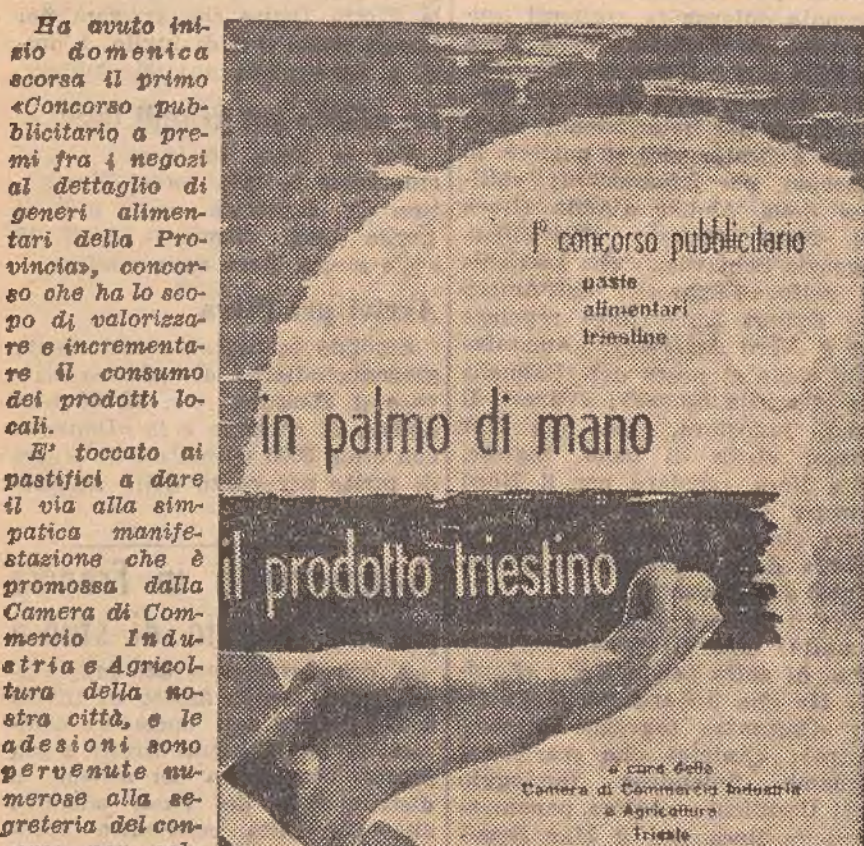 Ha avuto ini-
zio domenica
scorsa il primo
«Concorso pub-
blicitario a pre-
mi fra i negozi
al dettaglio di
generi alimen-
tari della Pro-
vincia», concor-
so che ha lo sco-
po di valorizza-
re e incrementa-
re il consumo
dei prodotti lo-
cali.
E' toccato ai
pastifici a dare
il via alla sim-
patica manife-
stazione che è
promossa dalla
Camera di Com-
mercio Indu-
stria e Agricol-
tura della no-
stra città, e le
adesioni sono
pervenute nu-
merose alla se-
greteria del con-
1° concorso pubblicitario
paste
alimentari
triestine
in palmo di mano
il prodotto triestino
a cura della
Camera di Commercio Industria
e Agricoltura
Trieste